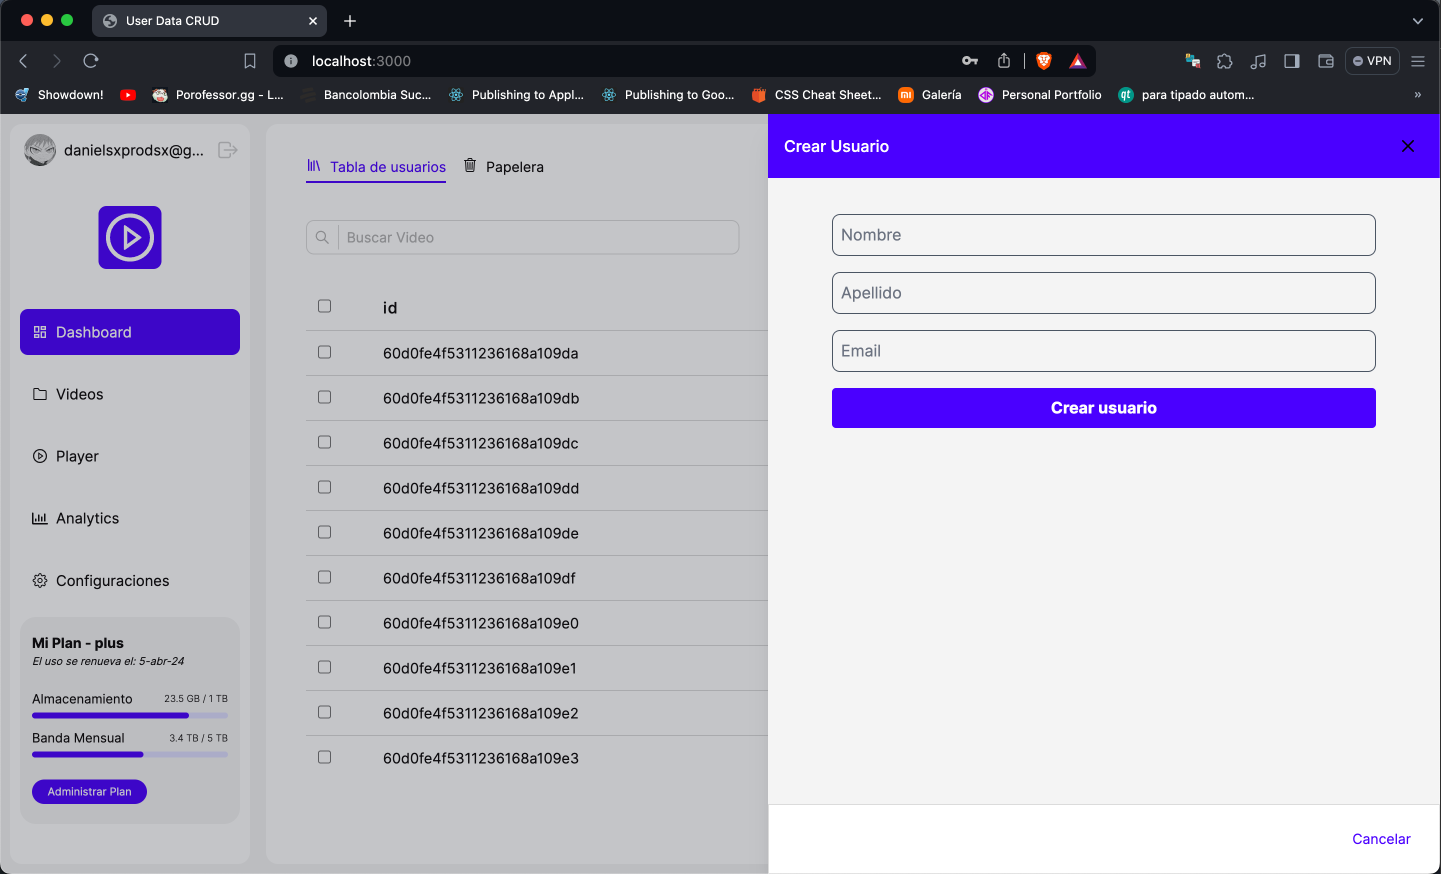 User Data CRUD
localhost:3000
VPN
Showdown!
Porofessor.gg - L...
Bancolombia Suc...
Publishing to Appl...
Publishing to Goo...
CSS Cheat Sheet...
Galería
Personal Portfolio
para tipado autom...
danielsxprodsx@g...
Dashboard
Videos
Player
Analytics
Configuraciones
Mi Plan - plus
El uso se renueva el: 5-abr-24
Almacenamiento 23.5 GB / 1 TB
Banda Mensual 3.4 TB / 5 TB
Administrar Plan
Tabla de usuarios
Papelera
Buscar Video
id
60d0fe4f5311236168a109da
60d0fe4f5311236168a109db
60d0fe4f5311236168a109dc
60d0fe4f5311236168a109dd
60d0fe4f5311236168a109de
60d0fe4f5311236168a109df
60d0fe4f5311236168a109e0
60d0fe4f5311236168a109e1
60d0fe4f5311236168a109e2
60d0fe4f5311236168a109e3
Crear Usuario
Nombre
Apellido
Email
Crear usuario
Cancelar